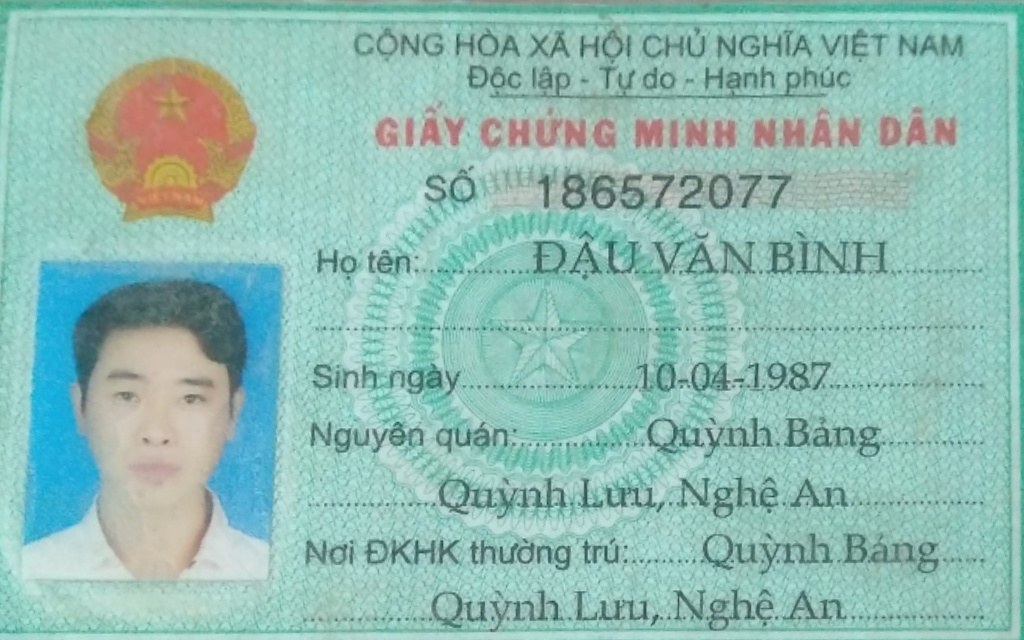 CỘNG HÒA XÃ HỘI CHỦ NGHĨA VIỆT NAM
Độc lập - Tự do - Hạnh phúc
GIẤY CHỨNG MINH NHÂN DÂN
SỐ 186572077
Họ tên: ĐẬU VĂN BÌNH
Sinh ngày 10-04-1987
Nguyên quán: Quỳnh Bảng
Quỳnh Lưu, Nghệ An
Nơi ĐKHK thường trú: Quỳnh Bảng
Quỳnh Lưu, Nghệ An